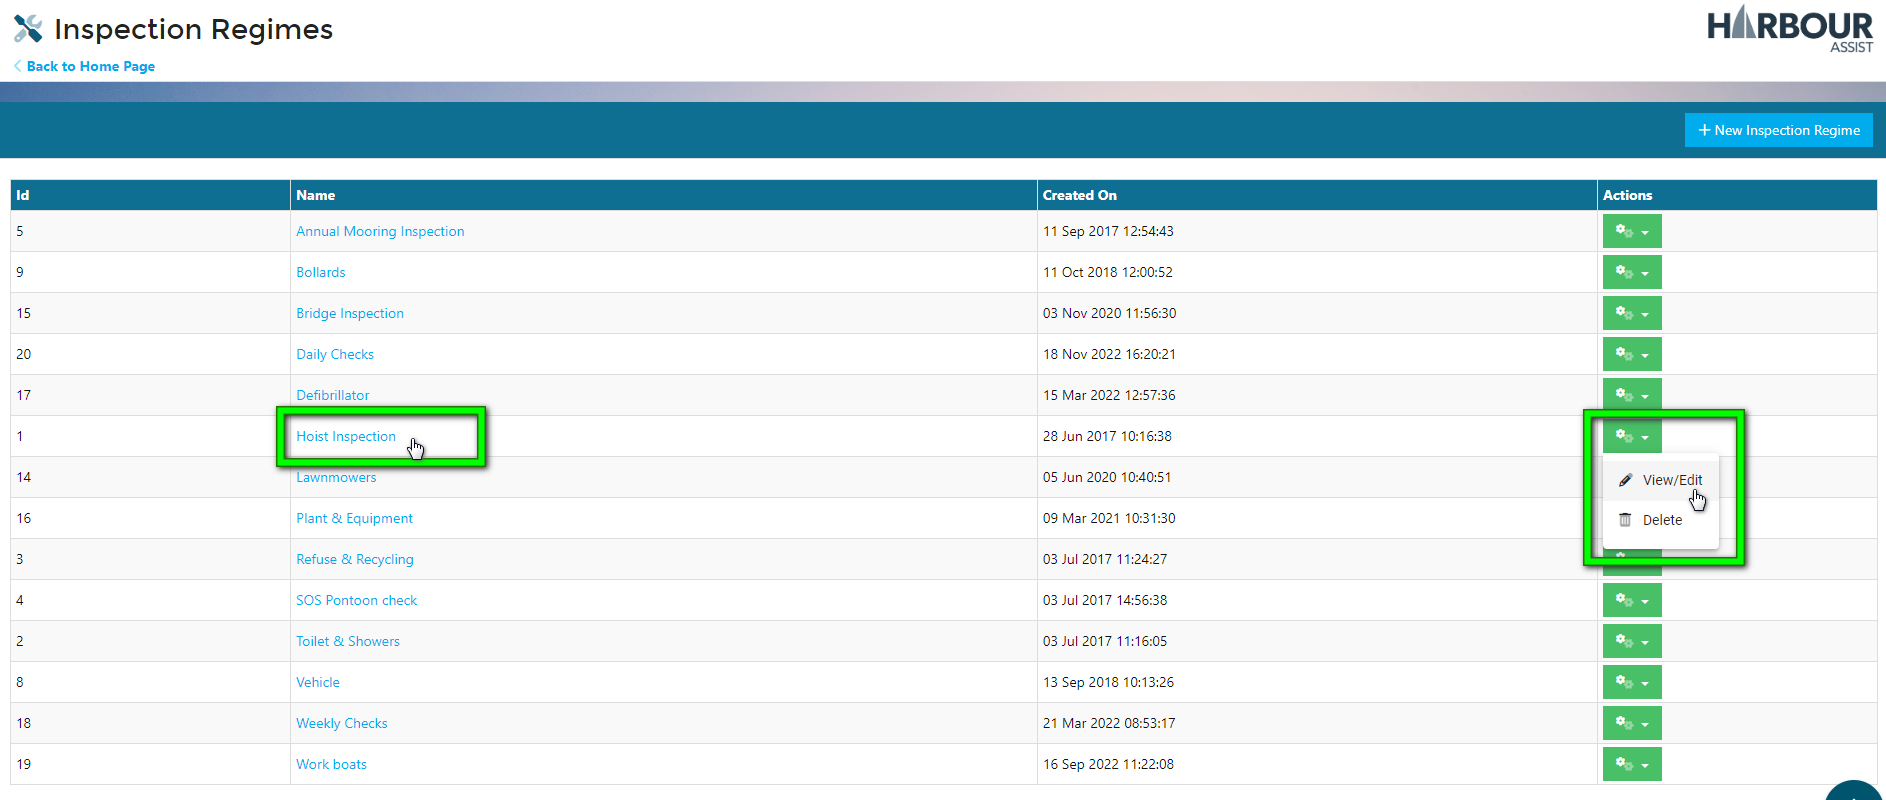 Inspection Regimes
HARBOUR
ASSIST
Back to Home Page
+ New Inspection Regime
Id Name Created On Actions
5 Annual Mooring Inspection 11 Sep 2017 12:54:43
9 Bollards 11 Oct 2018 12:00:52
15 Bridge Inspection 03 Nov 2020 11:56:30
20 Daily Checks 18 Nov 2022 16:20:21
17 Defibrillator 15 Mar 2022 12:57:36
1 Hoist Inspection 28 Jun 2017 10:16:38
14 Lawnmowers 05 Jun 2020 10:40:51
View/Edit
16 Plant & Equipment 09 Mar 2021 10:31:30
Delete
3 Refuse & Recycling 03 Jul 2017 11:24:27
4 SOS Pontoon check 03 Jul 2017 14:56:38
2 Toilet & Showers 03 Jul 2017 11:16:05
8 Vehicle 13 Sep 2018 10:13:26
18 Weekly Checks 21 Mar 2022 08:53:17
19 Work boats 16 Sep 2022 11:22:08